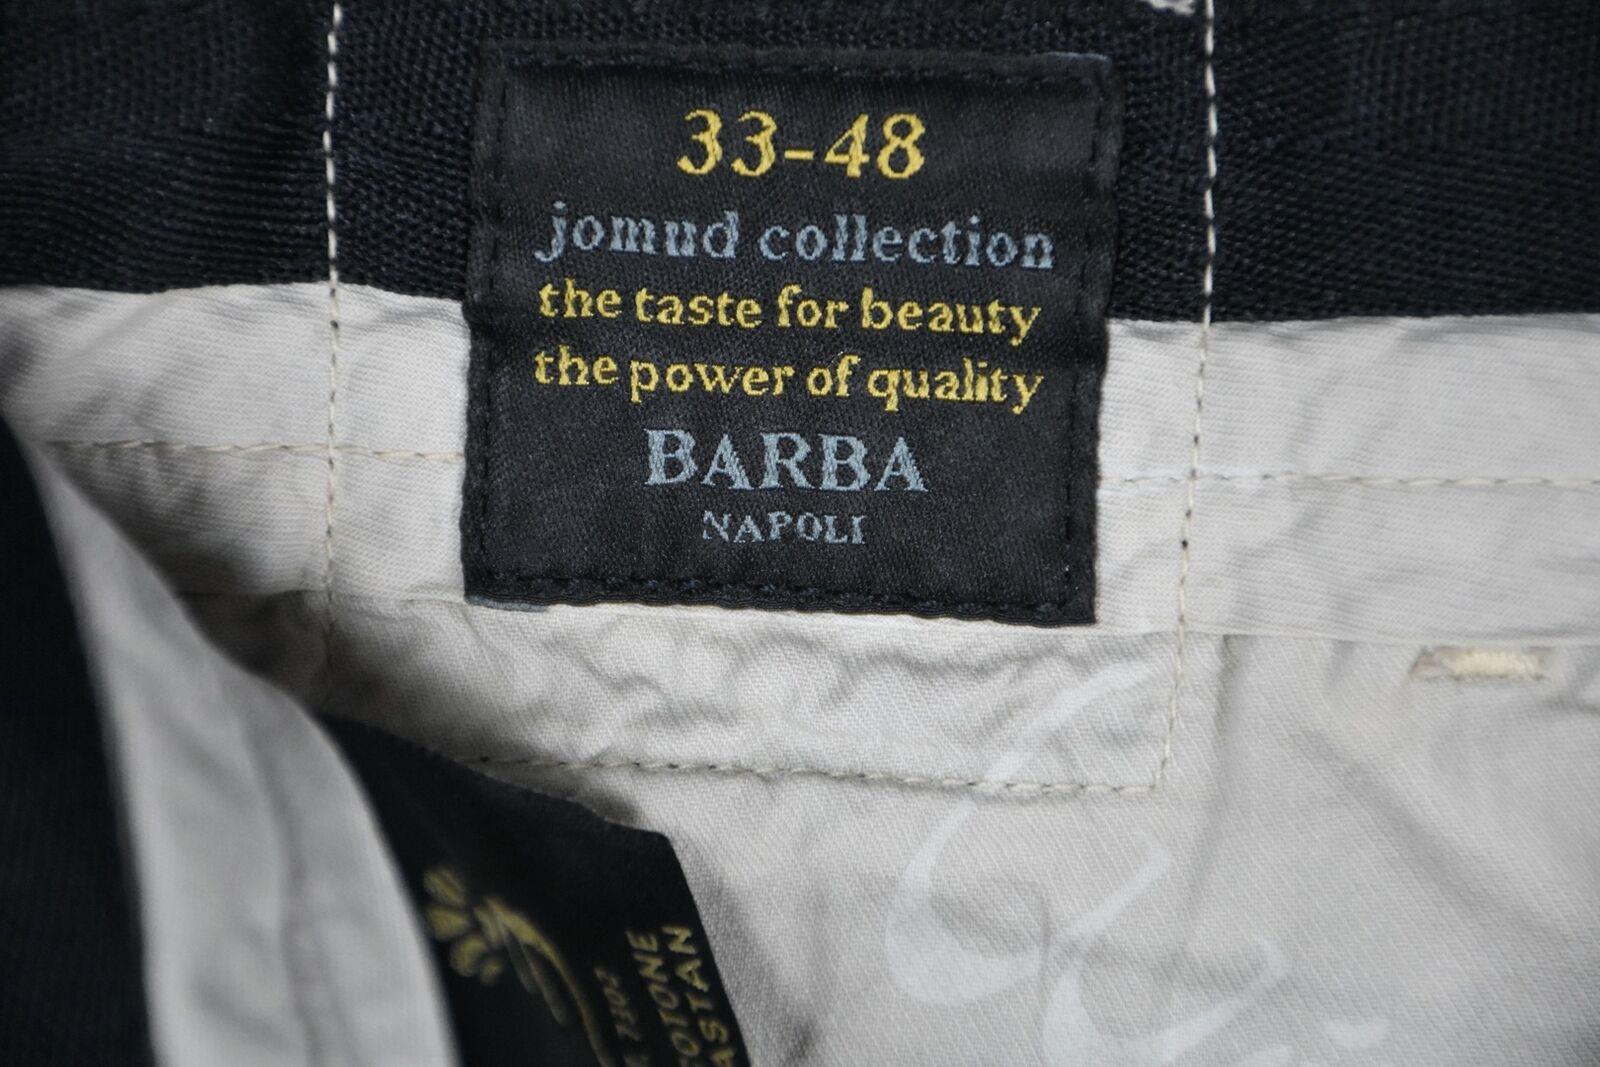 33-48
jomud collection
the taste for beauty
the power of quality
BARBA
NAPOLI